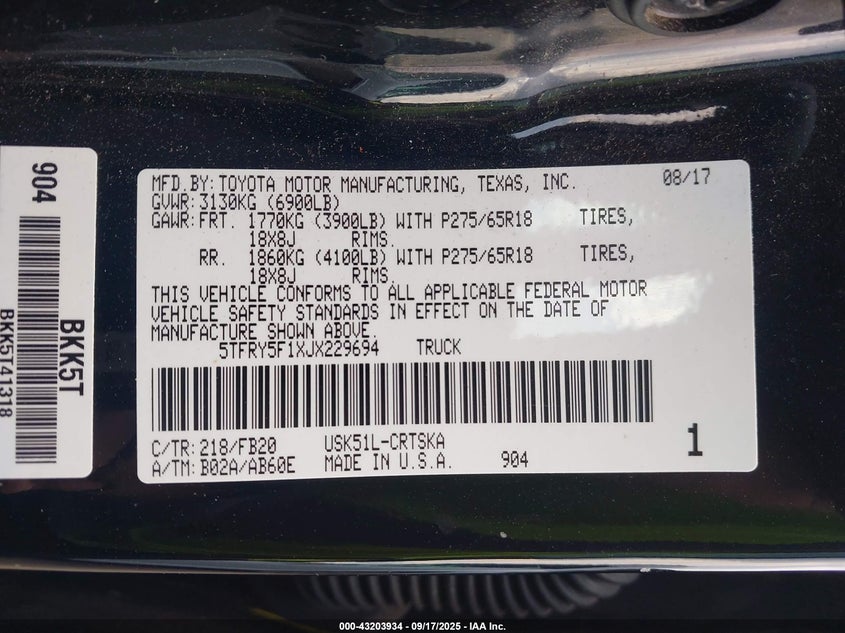 904
BKK5T
BKK5T41318
MFD.BY:TOYOTA MOTOR MANUFACTURING, TEXAS, INC. 08/17
GVWR:3130KG (6900LB)
GAWR:FRT. 1770KG (3900LB) WITH P275/65R18 TIRES,
18X8J RIMS.
RR. 1860KG (4100LB) WITH P275/65R18 TIRES,
18X8J RIMS.
THIS VEHICLE CONFORMS TO ALL APPLICABLE FEDERAL MOTOR
VEHICLE SAFETY STANDARDS IN EFFECT ON THE DATE OF
MANUFACTURE SHOWN ABOVE.
5TFRY5F1XJX229694 TRUCK
C/TR:218/FB20 USK51L-CRTSKA
A/TM:B02A/AB60E MADE IN U.S.A. 904 1
000-43203934 - 09/17/2025 - IAA Inc.